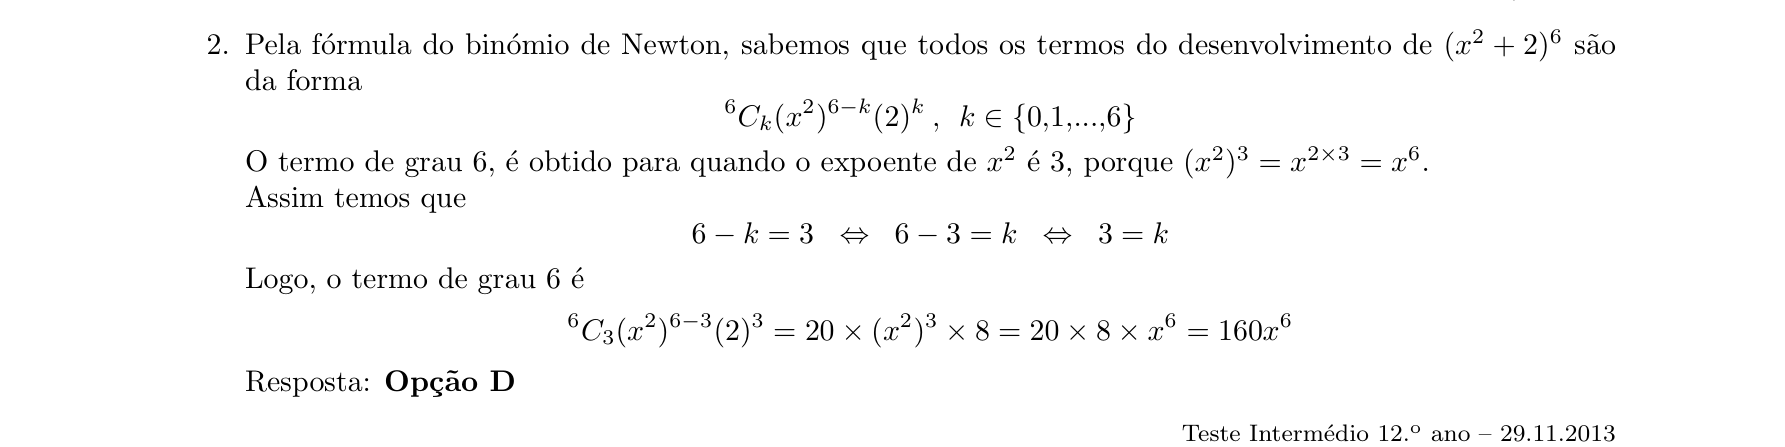 2. Pela fórmula do binómio de Newton, sabemos que todos os termos do desenvolvimento de (x² + 2)⁶ são
da forma
⁶Cₖ(x²)⁶⁻ᵏ(2)ᵏ , k ∈ {0,1,...,6}
O termo de grau 6, é obtido para quando o expoente de x² é 3, porque (x²)³ = x²ˣ³ = x⁶.
Assim temos que
6 − k = 3 ⇔ 6 − 3 = k ⇔ 3 = k
Logo, o termo de grau 6 é
⁶C₃(x²)⁶⁻³(2)³ = 20 × (x²)³ × 8 = 20 × 8 × x⁶ = 160x⁶
Resposta: Opção D
Teste Intermédio 12.º ano – 29.11.2013